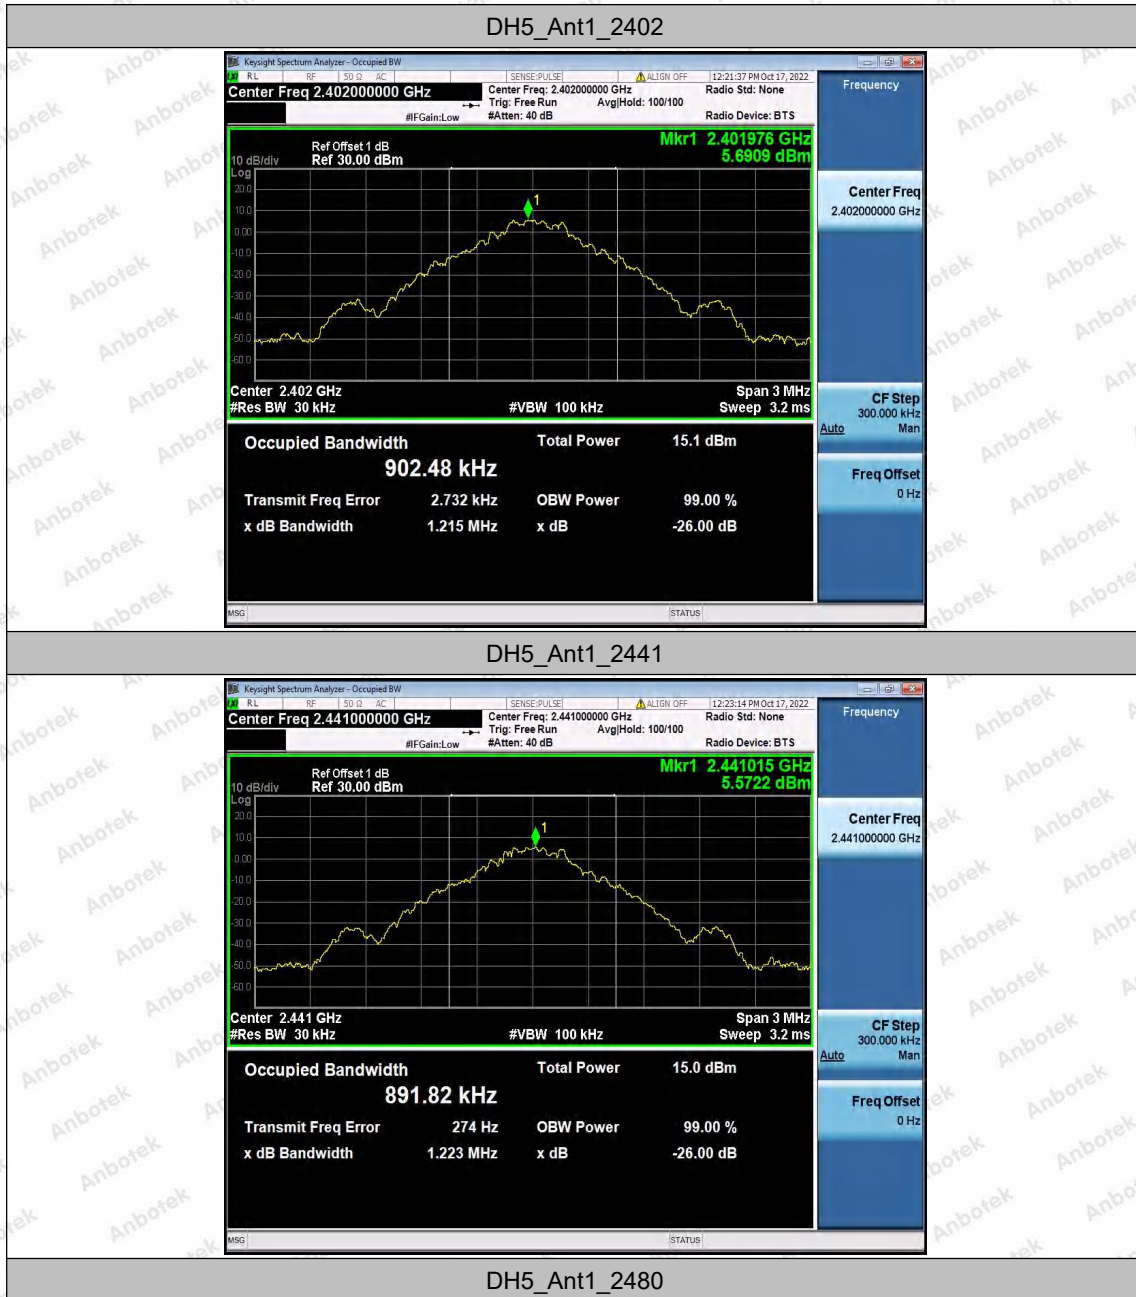 DH5_Ant1_2402
Keysight Spectrum Analyzer - Occupied BW
RL RF 50 Ω AC SENSE:PULSE ALIGN OFF 12:21:37 PM Oct 17, 2022
Center Freq 2.402000000 GHz Center Freq: 2.402000000 GHz Radio Std: None
Trig: Free Run Avg|Hold: 100/100
#IFGain:Low #Atten: 40 dB Radio Device: BTS
Frequency
Mkr1 2.401976 GHz
5.6909 dBm
Ref Offset 1 dB
10 dB/div Ref 30.00 dBm
Log
20.0
10.0
0.00
-10.0
-20.0
-30.0
-40.0
-50.0
-60.0
1
Center 2.402 GHz Span 3 MHz
#Res BW 30 kHz #VBW 100 kHz Sweep 3.2 ms
Occupied Bandwidth Total Power 15.1 dBm
902.48 kHz
Transmit Freq Error 2.732 kHz OBW Power 99.00 %
x dB Bandwidth 1.215 MHz x dB -26.00 dB
Center Freq
2.402000000 GHz
CF Step
300.000 kHz
Auto Man
Freq Offset
0 Hz
MSG STATUS
DH5_Ant1_2441
Keysight Spectrum Analyzer - Occupied BW
RL RF 50 Ω AC SENSE:PULSE ALIGN OFF 12:23:14 PM Oct 17, 2022
Center Freq 2.441000000 GHz Center Freq: 2.441000000 GHz Radio Std: None
Trig: Free Run Avg|Hold: 100/100
#IFGain:Low #Atten: 40 dB Radio Device: BTS
Frequency
Mkr1 2.441015 GHz
5.5722 dBm
Ref Offset 1 dB
10 dB/div Ref 30.00 dBm
Log
20.0
10.0
0.00
-10.0
-20.0
-30.0
-40.0
-50.0
-60.0
1
Center 2.441 GHz Span 3 MHz
#Res BW 30 kHz #VBW 100 kHz Sweep 3.2 ms
Occupied Bandwidth Total Power 15.0 dBm
891.82 kHz
Transmit Freq Error 274 Hz OBW Power 99.00 %
x dB Bandwidth 1.223 MHz x dB -26.00 dB
Center Freq
2.441000000 GHz
CF Step
300.000 kHz
Auto Man
Freq Offset
0 Hz
MSG STATUS
DH5_Ant1_2480
Anbotek